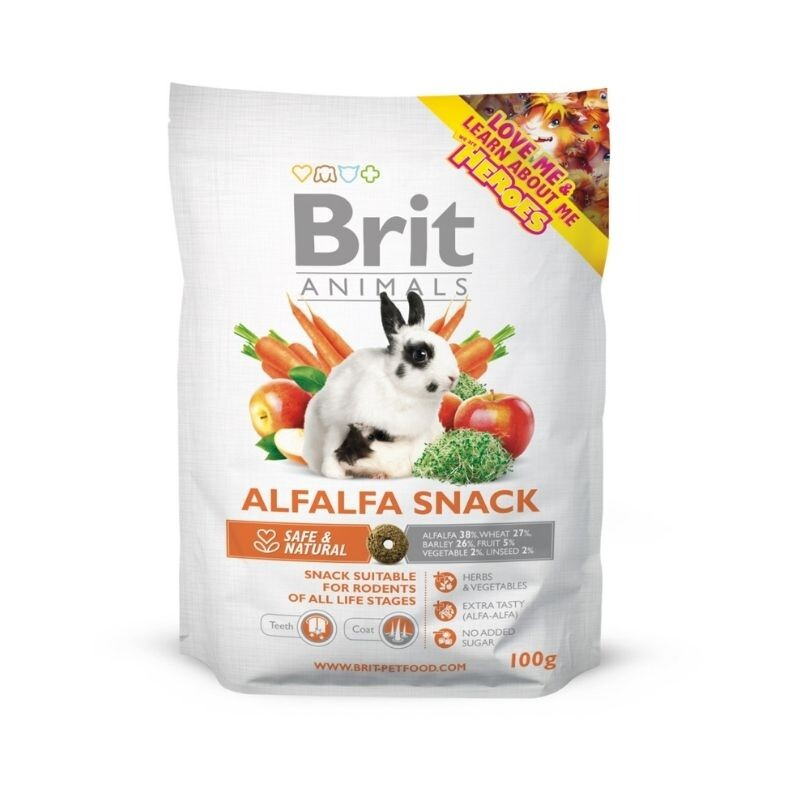 LOVE ME &
LEARN ABOUT ME
we are
HEROES
Brit
ANIMALS
ALFALFA SNACK
SAFE &
NATURAL
ALFALFA 38%, WHEAT 27%,
BARLEY 26%, FRUIT 5%
VEGETABLE 2%, LINSEED 2%
SNACK SUITABLE
FOR RODENTS
OF ALL LIFE STAGES
Teeth
Coat
HERBS
& VEGETABLES
EXTRA TASTY
(ALFA-ALFA)
NO ADDED
SUGAR
WWW.BRIT-PETFOOD.COM
100g